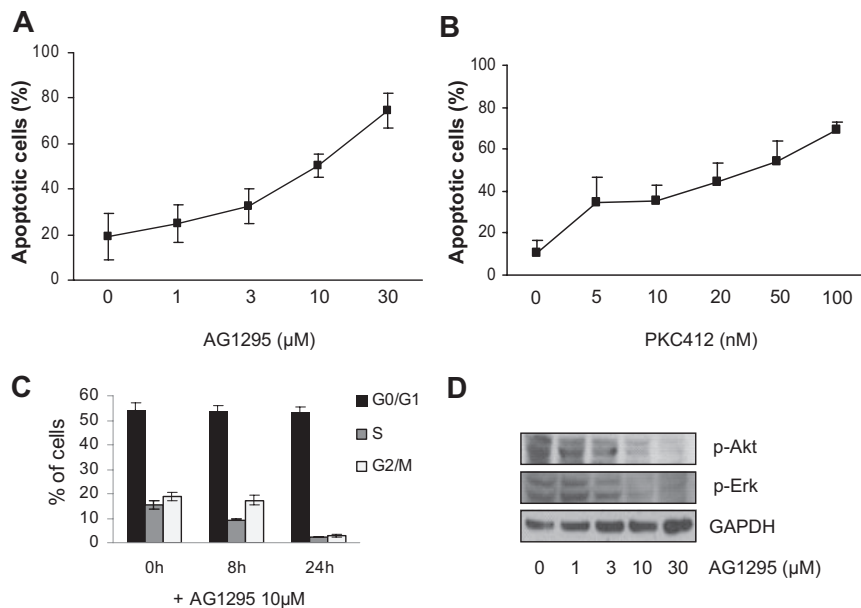 A
Apoptotic cells (%)
100
80
60
40
20
0
0 1 3 10 30
AG1295 (µM)
B
Apoptotic cells (%)
100
80
60
40
20
0
0 5 10 20 50 100
PKC412 (nM)
C
% of cells
60
50
40
30
20
10
0
0h 8h 24h
+ AG1295 10µM
G0/G1
S
G2/M
D
p-Akt
p-Erk
GAPDH
0 1 3 10 30 AG1295 (µM)